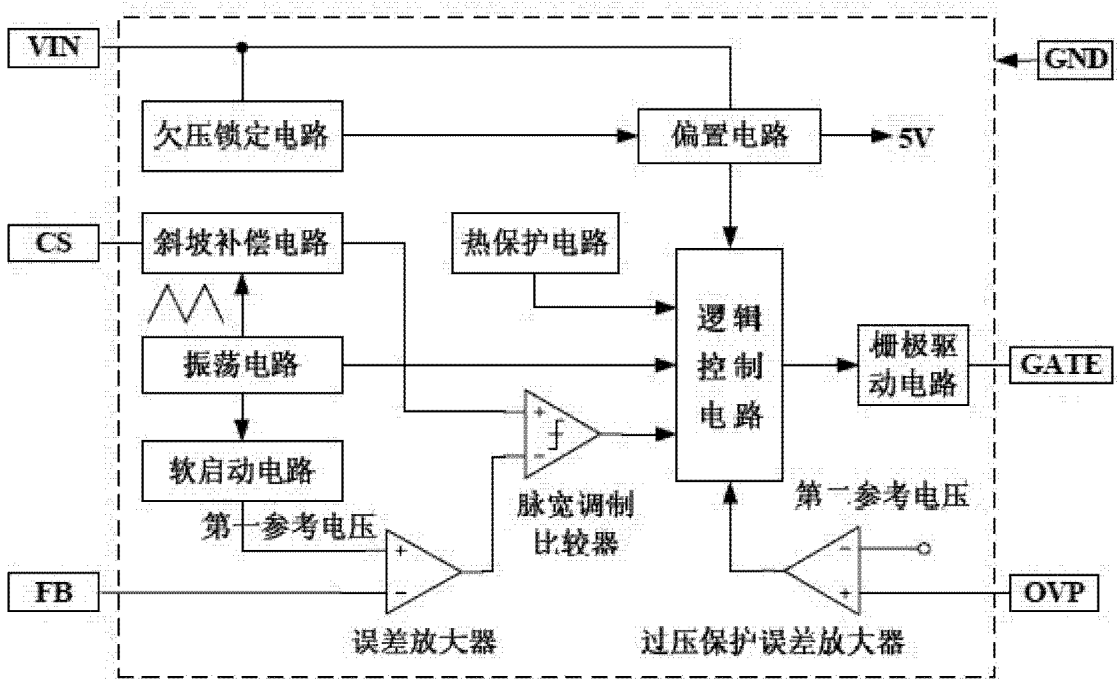 VIN
GND
欠压锁定电路
偏置电路
5V
CS
斜坡补偿电路
热保护电路
逻辑
控制
电路
振荡电路
栅极驱
动电路
GATE
+
−
软启动电路
脉宽调制
比较器
第一参考电压
第二参考电压
+
−
−
+
FB
OVP
误差放大器
过压保护误差放大器